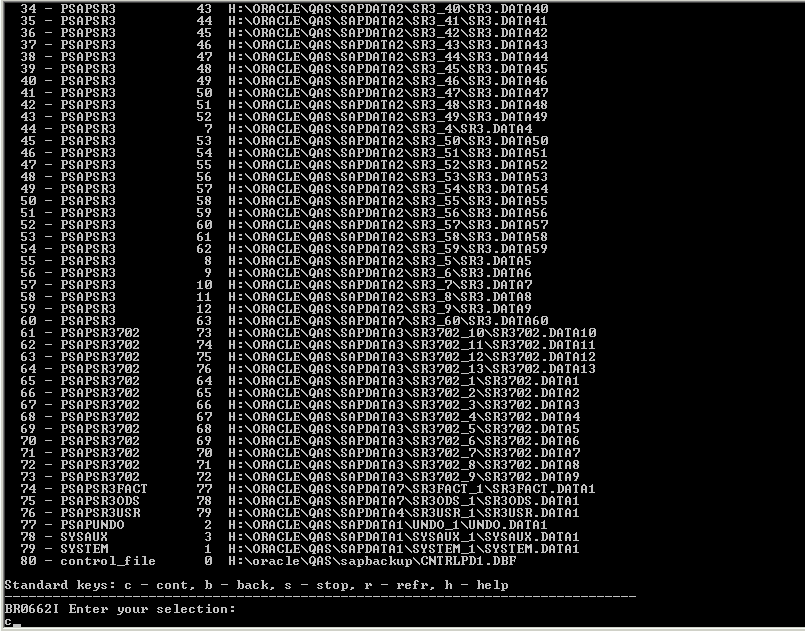 34 - PSAPSR3 43 H:\ORACLE\QAS\SAPDATA2\SR3_40\SR3.DATA40
35 - PSAPSR3 44 H:\ORACLE\QAS\SAPDATA2\SR3_41\SR3.DATA41
36 - PSAPSR3 45 H:\ORACLE\QAS\SAPDATA2\SR3_42\SR3.DATA42
37 - PSAPSR3 46 H:\ORACLE\QAS\SAPDATA2\SR3_43\SR3.DATA43
38 - PSAPSR3 47 H:\ORACLE\QAS\SAPDATA2\SR3_44\SR3.DATA44
39 - PSAPSR3 48 H:\ORACLE\QAS\SAPDATA2\SR3_45\SR3.DATA45
40 - PSAPSR3 49 H:\ORACLE\QAS\SAPDATA2\SR3_46\SR3.DATA46
41 - PSAPSR3 50 H:\ORACLE\QAS\SAPDATA2\SR3_47\SR3.DATA47
42 - PSAPSR3 51 H:\ORACLE\QAS\SAPDATA2\SR3_48\SR3.DATA48
43 - PSAPSR3 52 H:\ORACLE\QAS\SAPDATA2\SR3_49\SR3.DATA49
44 - PSAPSR3 7 H:\ORACLE\QAS\SAPDATA2\SR3_4\SR3.DATA4
45 - PSAPSR3 53 H:\ORACLE\QAS\SAPDATA2\SR3_50\SR3.DATA50
46 - PSAPSR3 54 H:\ORACLE\QAS\SAPDATA2\SR3_51\SR3.DATA51
47 - PSAPSR3 55 H:\ORACLE\QAS\SAPDATA2\SR3_52\SR3.DATA52
48 - PSAPSR3 56 H:\ORACLE\QAS\SAPDATA2\SR3_53\SR3.DATA53
49 - PSAPSR3 57 H:\ORACLE\QAS\SAPDATA2\SR3_54\SR3.DATA54
50 - PSAPSR3 58 H:\ORACLE\QAS\SAPDATA2\SR3_55\SR3.DATA55
51 - PSAPSR3 59 H:\ORACLE\QAS\SAPDATA2\SR3_56\SR3.DATA56
52 - PSAPSR3 60 H:\ORACLE\QAS\SAPDATA2\SR3_57\SR3.DATA57
53 - PSAPSR3 61 H:\ORACLE\QAS\SAPDATA2\SR3_58\SR3.DATA58
54 - PSAPSR3 62 H:\ORACLE\QAS\SAPDATA2\SR3_59\SR3.DATA59
55 - PSAPSR3 8 H:\ORACLE\QAS\SAPDATA2\SR3_5\SR3.DATA5
56 - PSAPSR3 9 H:\ORACLE\QAS\SAPDATA2\SR3_6\SR3.DATA6
57 - PSAPSR3 10 H:\ORACLE\QAS\SAPDATA2\SR3_7\SR3.DATA7
58 - PSAPSR3 11 H:\ORACLE\QAS\SAPDATA2\SR3_8\SR3.DATA8
59 - PSAPSR3 12 H:\ORACLE\QAS\SAPDATA2\SR3_9\SR3.DATA9
60 - PSAPSR3 63 H:\ORACLE\QAS\SAPDATA7\SR3_60\SR3.DATA60
61 - PSAPSR3702 73 H:\ORACLE\QAS\SAPDATA3\SR3702_10\SR3702.DATA10
62 - PSAPSR3702 74 H:\ORACLE\QAS\SAPDATA3\SR3702_11\SR3702.DATA11
63 - PSAPSR3702 75 H:\ORACLE\QAS\SAPDATA3\SR3702_12\SR3702.DATA12
64 - PSAPSR3702 76 H:\ORACLE\QAS\SAPDATA3\SR3702_13\SR3702.DATA13
65 - PSAPSR3702 64 H:\ORACLE\QAS\SAPDATA3\SR3702_1\SR3702.DATA1
66 - PSAPSR3702 65 H:\ORACLE\QAS\SAPDATA3\SR3702_2\SR3702.DATA2
67 - PSAPSR3702 66 H:\ORACLE\QAS\SAPDATA3\SR3702_3\SR3702.DATA3
68 - PSAPSR3702 67 H:\ORACLE\QAS\SAPDATA3\SR3702_4\SR3702.DATA4
69 - PSAPSR3702 68 H:\ORACLE\QAS\SAPDATA3\SR3702_5\SR3702.DATA5
70 - PSAPSR3702 69 H:\ORACLE\QAS\SAPDATA3\SR3702_6\SR3702.DATA6
71 - PSAPSR3702 70 H:\ORACLE\QAS\SAPDATA3\SR3702_7\SR3702.DATA7
72 - PSAPSR3702 71 H:\ORACLE\QAS\SAPDATA3\SR3702_8\SR3702.DATA8
73 - PSAPSR3702 72 H:\ORACLE\QAS\SAPDATA3\SR3702_9\SR3702.DATA9
74 - PSAPSR3FACT 77 H:\ORACLE\QAS\SAPDATA7\SR3FACT_1\SR3FACT.DATA1
75 - PSAPSR3ODS 78 H:\ORACLE\QAS\SAPDATA7\SR3ODS_1\SR3ODS.DATA1
76 - PSAPSR3USR 79 H:\ORACLE\QAS\SAPDATA4\SR3USR_1\SR3USR.DATA1
77 - PSAPUNDO 2 H:\ORACLE\QAS\SAPDATA1\UNDO_1\UNDO.DATA1
78 - SYSAUX 3 H:\ORACLE\QAS\SAPDATA1\SYSAUX_1\SYSAUX.DATA1
79 - SYSTEM 1 H:\ORACLE\QAS\SAPDATA1\SYSTEM_1\SYSTEM.DATA1
80 - control_file 0 H:\oracle\QAS\sapbackup\CNTRLPD1.DBF
Standard keys: c - cont, b - back, s - stop, r - refr, h - help
-------------------------------------------------------------------------------
BR0662I Enter your selection:
c_